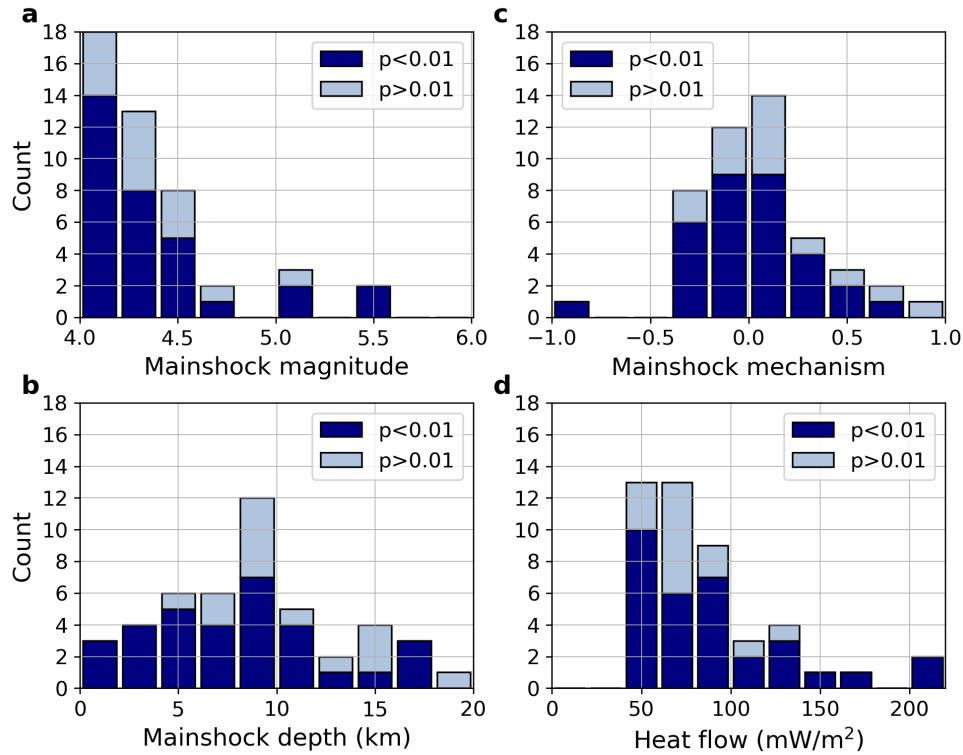 a
18
16
14
12
10
8
6
4
2
0
Count
p<0.01
p>0.01
4.0 4.5 5.0 5.5 6.0
Mainshock magnitude
c
18
16
14
12
10
8
6
4
2
0
p<0.01
p>0.01
−1.0 −0.5 0.0 0.5 1.0
Mainshock mechanism
b
18
16
14
12
10
8
6
4
2
0
Count
p<0.01
p>0.01
0 5 10 15 20
Mainshock depth (km)
d
18
16
14
12
10
8
6
4
2
0
p<0.01
p>0.01
0 50 100 150 200
Heat flow (mW/m²)